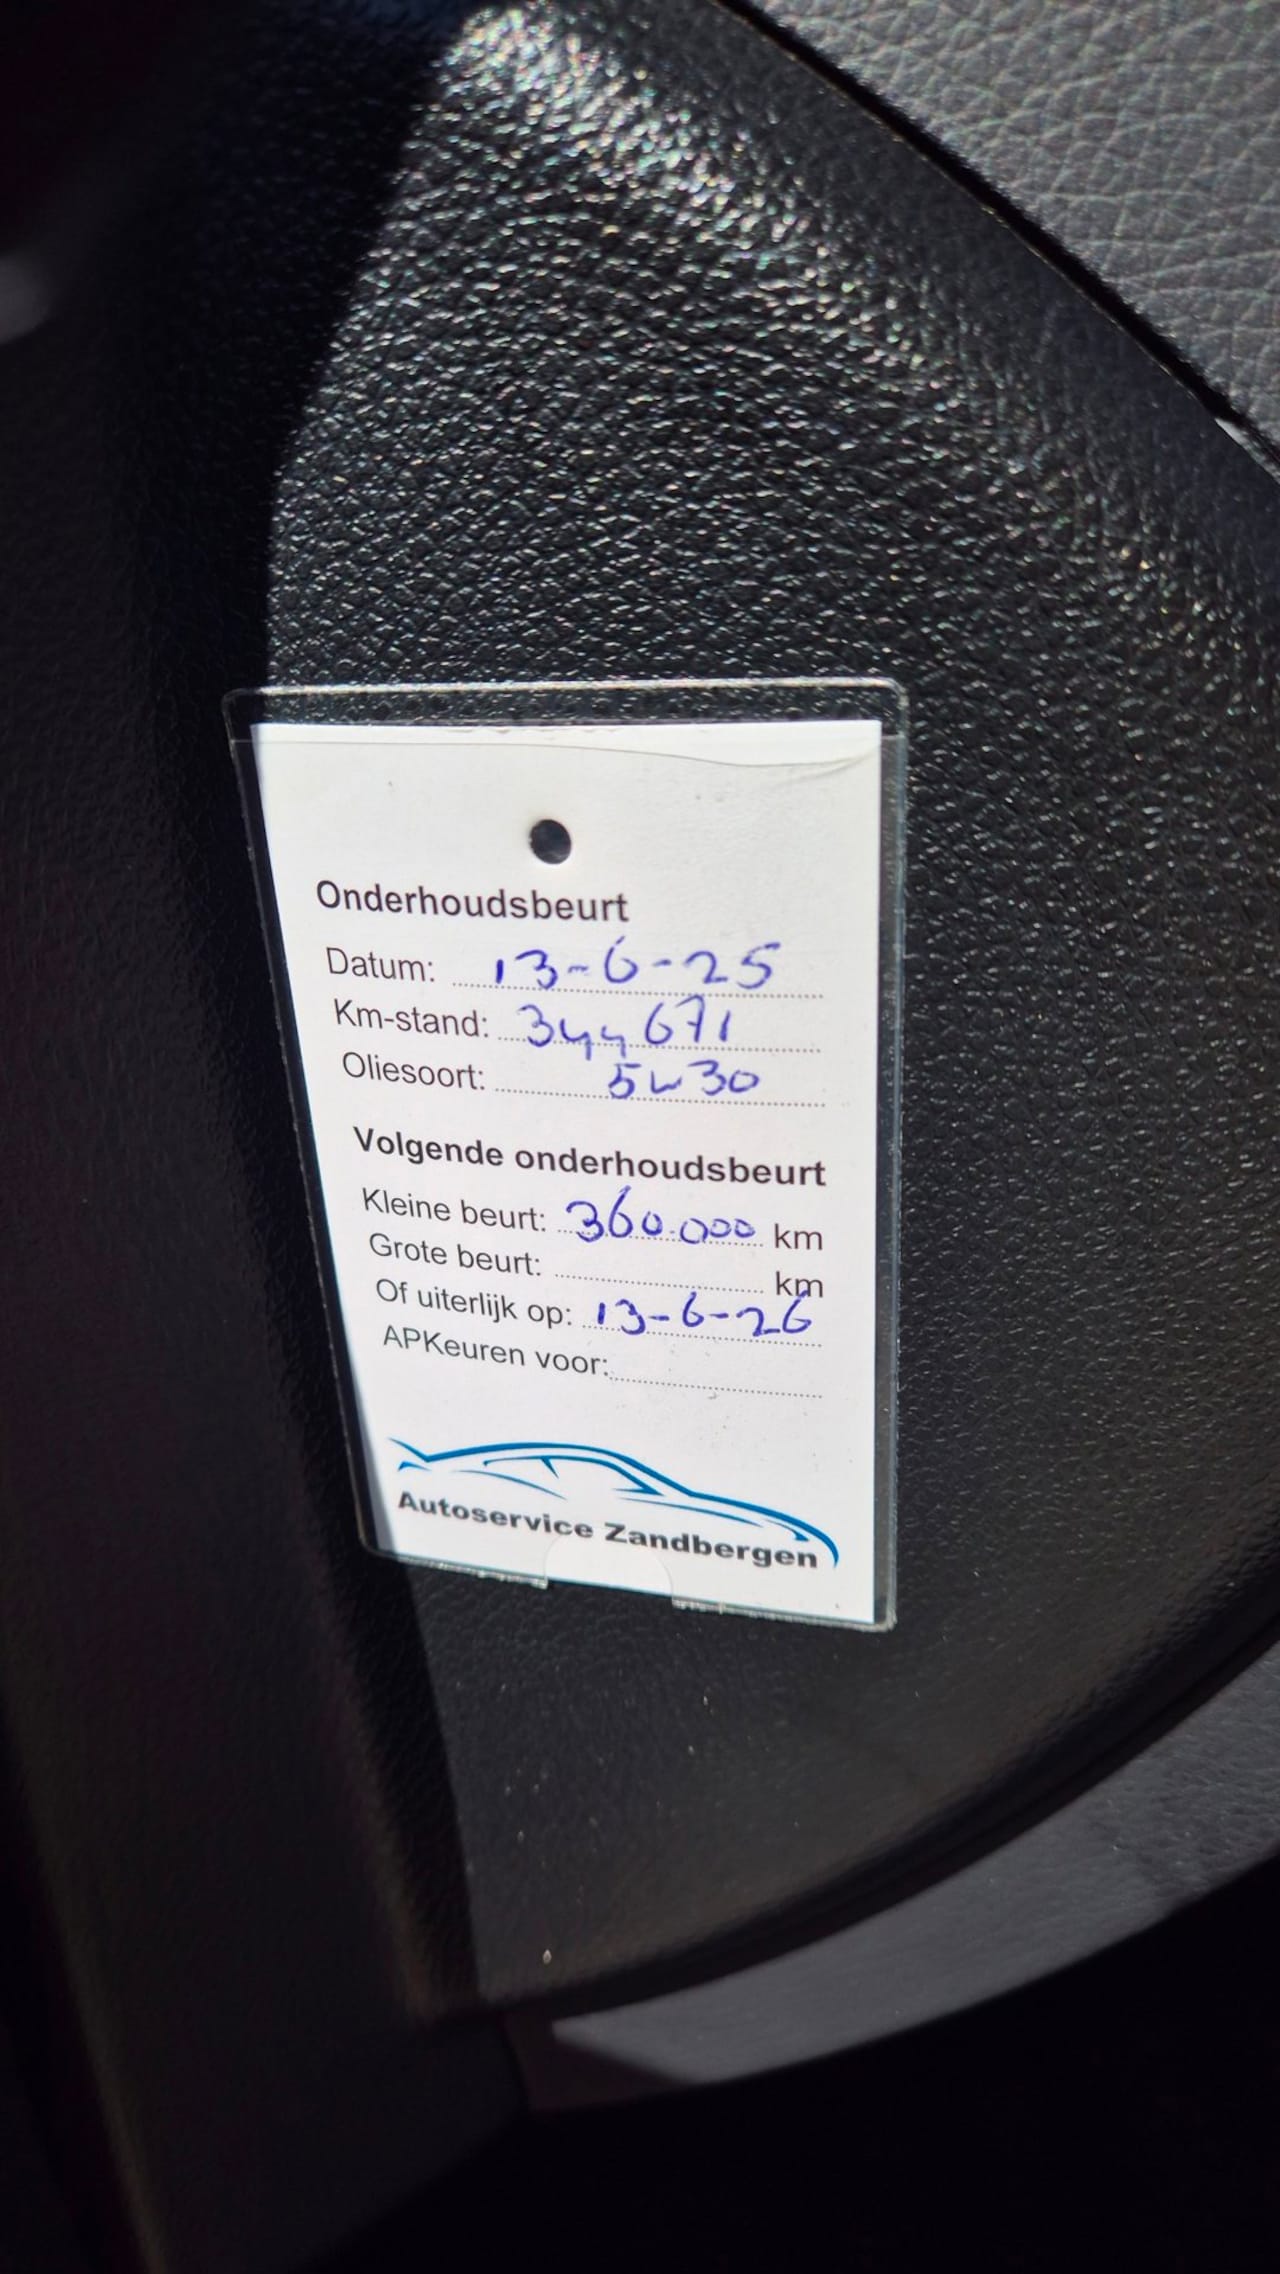 Onderhoudsbeurt
Datum: 13-6-25
Km-stand: 344671
Oliesoort: 5w30
Volgende onderhoudsbeurt
Kleine beurt: 360.000 km
Grote beurt: km
Of uiterlijk op: 13-6-26
APKeuren voor:
Autoservice Zandbergen